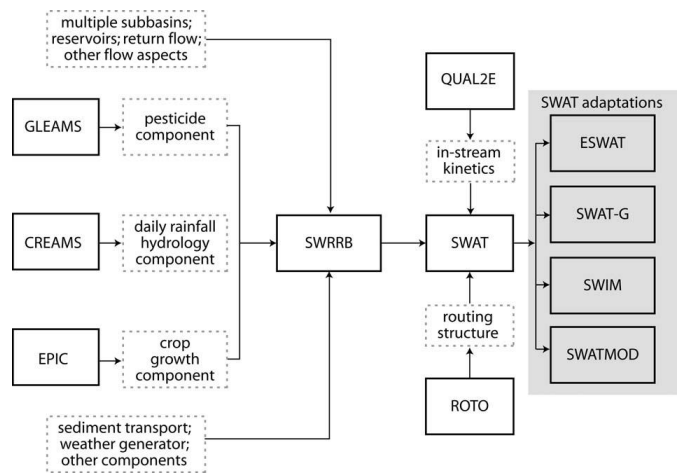 multiple subbasins;
reservoirs; return flow;
other flow aspects
GLEAMS
pesticide
component
CREAMS
daily rainfall
hydrology
component
EPIC
crop
growth
component
sediment transport;
weather generator;
other components
SWRRB
QUAL2E
in-stream
kinetics
SWAT
routing
structure
ROTO
SWAT adaptations
ESWAT
SWAT-G
SWIM
SWATMOD